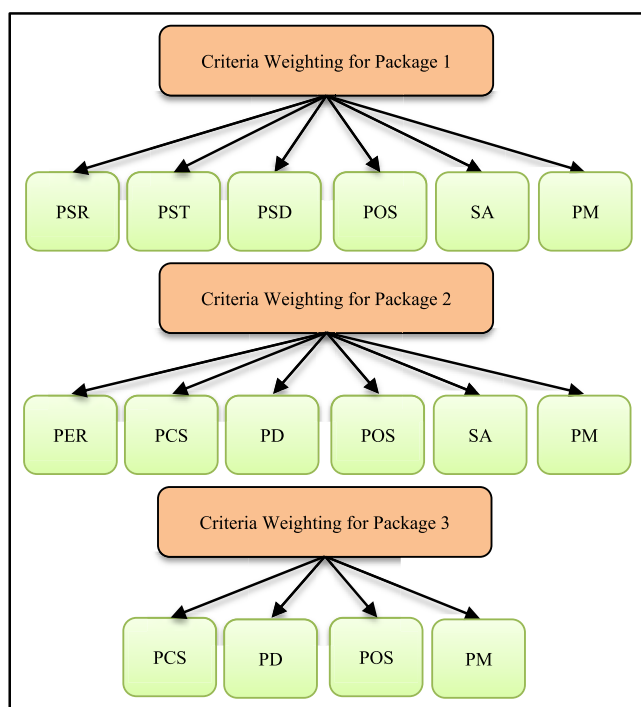 Criteria Weighting for Package 1
PSR PST PSD POS SA PM
Criteria Weighting for Package 2
PER PCS PD POS SA PM
Criteria Weighting for Package 3
PCS PD POS PM